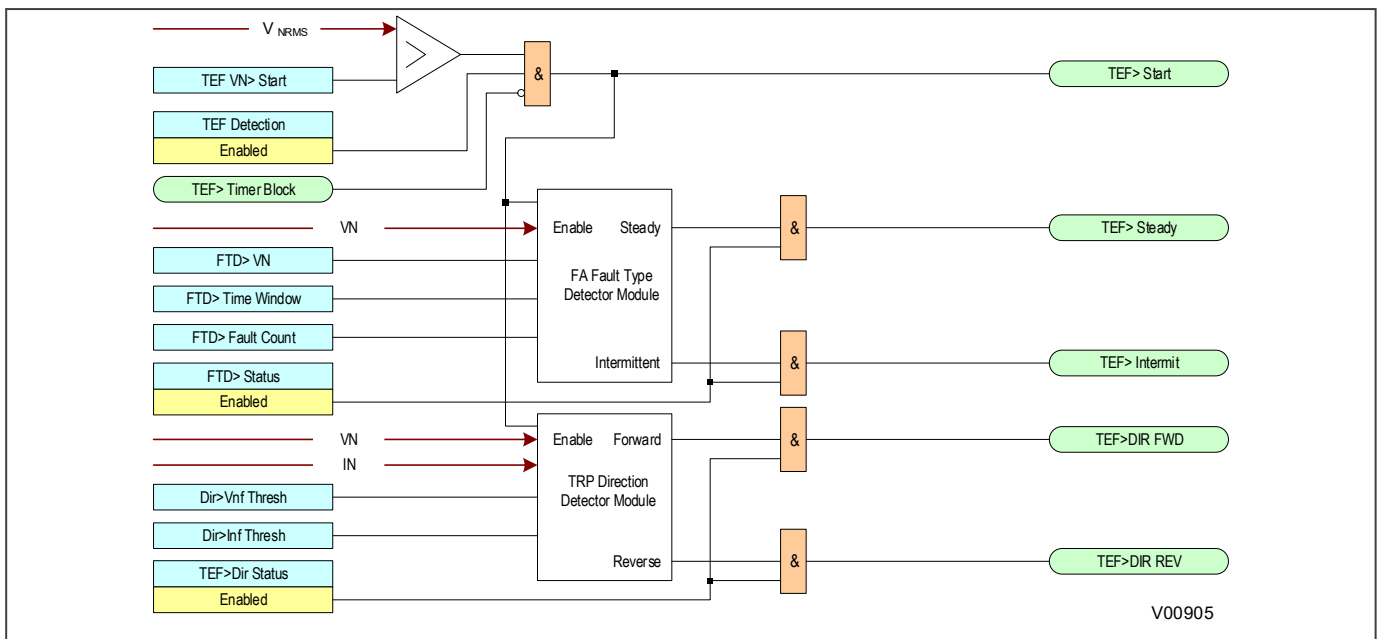 V NRMS
TEF VN> Start
&
TEF> Start
TEF Detection
Enabled
TEF> Timer Block
VN
Enable Steady
&
TEF> Steady
FTD> VN
FA Fault Type
Detector Module
FTD> Time Window
FTD> Fault Count
Intermittent
&
TEF> Intermit
FTD> Status
Enabled
VN
Enable Forward
&
TEF>DIR FWD
IN
TRP Direction
Detector Module
Dir>Vnf Thresh
Dir>Inf Thresh
Reverse
&
TEF>DIR REV
TEF>Dir Status
Enabled
V00905